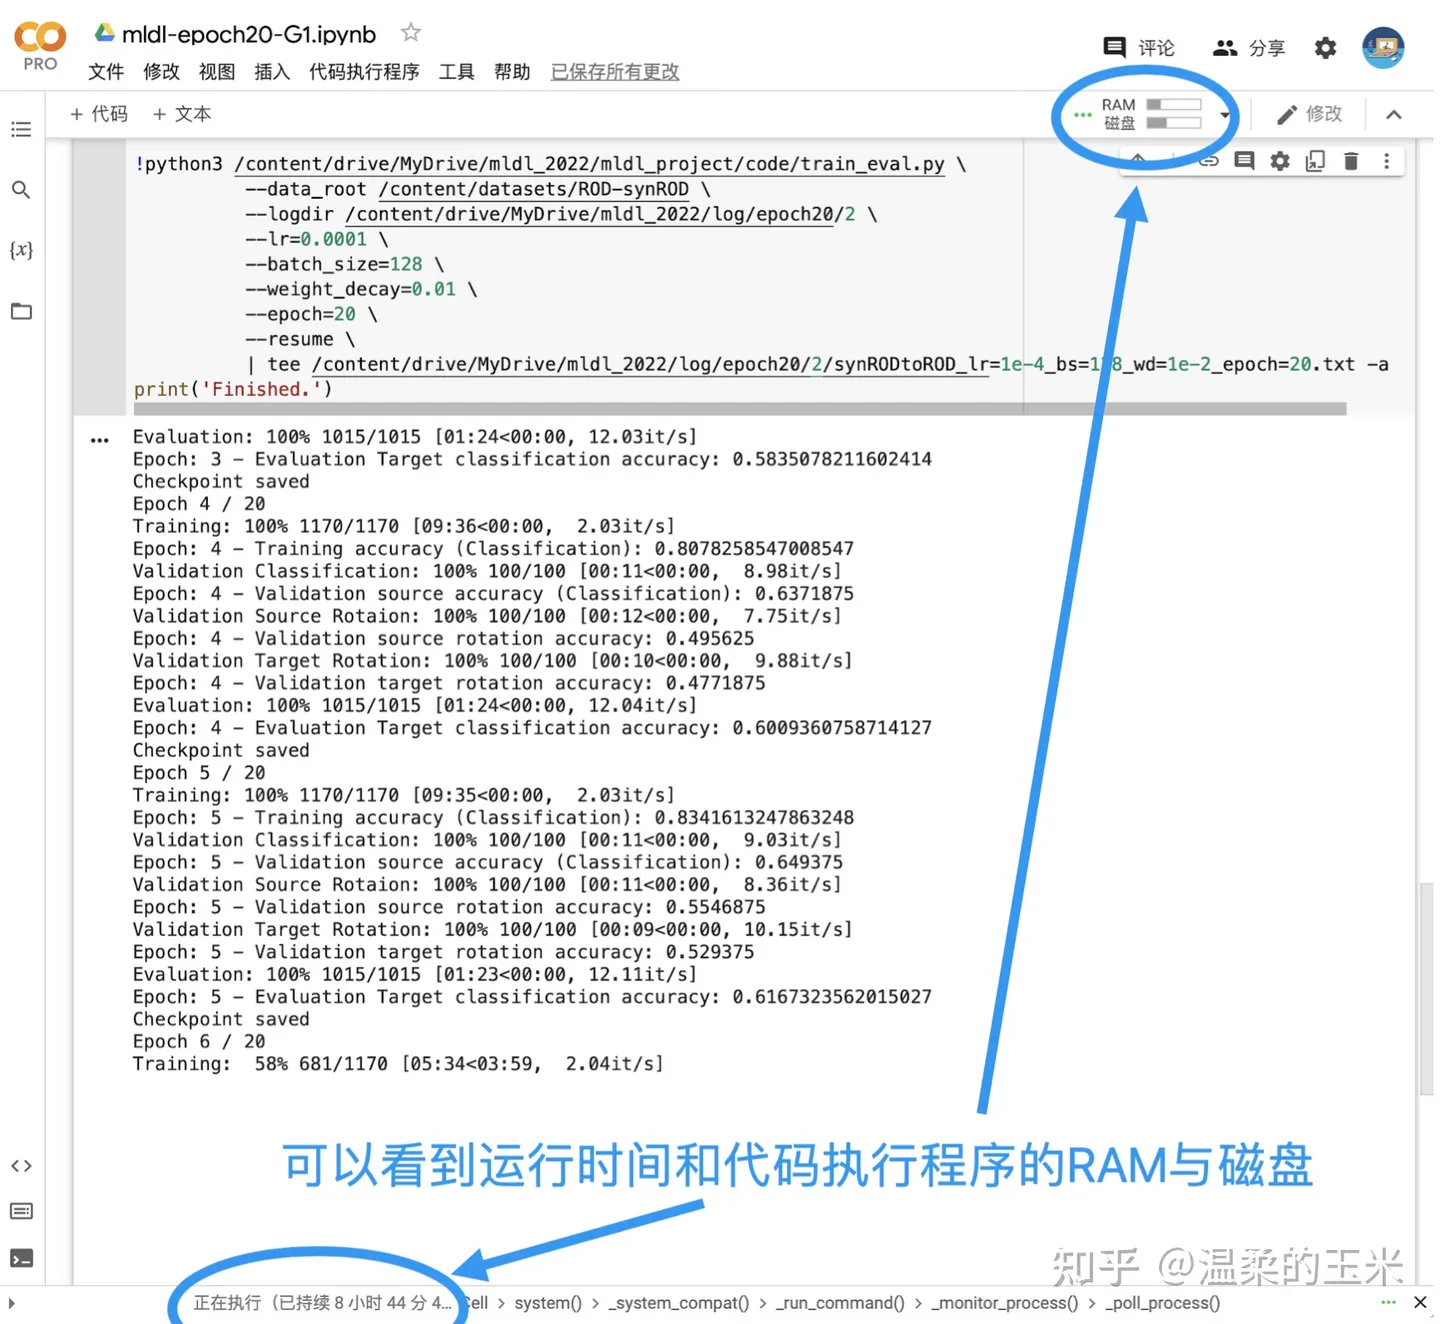 mldl-epoch20-G1.ipynb
PRO
文件 修改 视图 插入 代码执行程序 工具 帮助 已保存所有更改
评论 分享
+ 代码 + 文本
RAM
磁盘
修改
{x}
!python3 /content/drive/MyDrive/mldl_2022/mldl_project/code/train_eval.py \
--data_root /content/datasets/ROD-synROD \
--logdir /content/drive/MyDrive/mldl_2022/log/epoch20/2 \
--lr=0.0001 \
--batch_size=128 \
--weight_decay=0.01 \
--epoch=20 \
--resume \
| tee /content/drive/MyDrive/mldl_2022/log/epoch20/2/synRODtoROD_lr=1e-4_bs=128_wd=1e-2_epoch=20.txt -a
print('Finished.')
Evaluation: 100% 1015/1015 [01:24<00:00, 12.03it/s]
Epoch: 3 - Evaluation Target classification accuracy: 0.5835078211602414
Checkpoint saved
Epoch 4 / 20
Training: 100% 1170/1170 [09:36<00:00,  2.03it/s]
Epoch: 4 - Training accuracy (Classification): 0.8078258547008547
Validation Classification: 100% 100/100 [00:11<00:00,  8.98it/s]
Epoch: 4 - Validation source accuracy (Classification): 0.6371875
Validation Source Rotaion: 100% 100/100 [00:12<00:00,  7.75it/s]
Epoch: 4 - Validation source rotation accuracy: 0.495625
Validation Target Rotation: 100% 100/100 [00:10<00:00,  9.88it/s]
Epoch: 4 - Validation target rotation accuracy: 0.4771875
Evaluation: 100% 1015/1015 [01:24<00:00, 12.04it/s]
Epoch: 4 - Evaluation Target classification accuracy: 0.6009360758714127
Checkpoint saved
Epoch 5 / 20
Training: 100% 1170/1170 [09:35<00:00,  2.03it/s]
Epoch: 5 - Training accuracy (Classification): 0.8341613247863248
Validation Classification: 100% 100/100 [00:11<00:00,  9.03it/s]
Epoch: 5 - Validation source accuracy (Classification): 0.649375
Validation Source Rotaion: 100% 100/100 [00:11<00:00,  8.36it/s]
Epoch: 5 - Validation source rotation accuracy: 0.5546875
Validation Target Rotation: 100% 100/100 [00:09<00:00, 10.15it/s]
Epoch: 5 - Validation target rotation accuracy: 0.529375
Evaluation: 100% 1015/1015 [01:23<00:00, 12.11it/s]
Epoch: 5 - Evaluation Target classification accuracy: 0.6167323562015027
Checkpoint saved
Epoch 6 / 20
Training:  58% 681/1170 [05:34<03:59,  2.04it/s]
可以看到运行时间和代码执行程序的RAM与磁盘
知乎 @温柔的玉米
正在执行（已持续 8 小时 44 分 4... Cell > system() > _system_compat() > _run_command() > _monitor_process() > _poll_process()